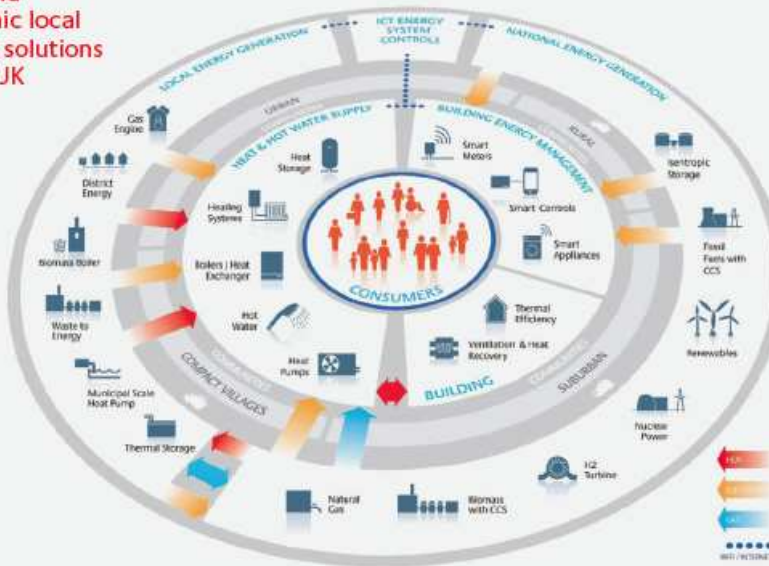 nic local
solutions
UK
LOCAL ENERGY GENERATION
ICT ENERGY
SYSTEM
CONTROLS
NATIONAL ENERGY GENERATION
URBAN
RURAL
HEAT & HOT WATER SUPPLY
BUILDING ENERGY MANAGEMENT
Gas
Engine
District
Energy
Biomass Boiler
Waste to
Energy
Municipal Scale
Heat Pump
Thermal Storage
Heat
Storage
Heating
Systems
Boilers / Heat
Exchanger
Hot
Water
Heat
Pumps
Smart
Meters
Smart Controls
Smart
Appliances
Thermal
Efficiency
Ventilation & Heat
Recovery
CONSUMERS
BUILDING
COMPACT VILLAGES
SUBURBAN
Isentropic
Storage
Fossil
with
CCS
Renewables
Nuclear
Power
H2
Turbine
Biomass
with CCS
Natural
Gas
WIFI / INTERNET